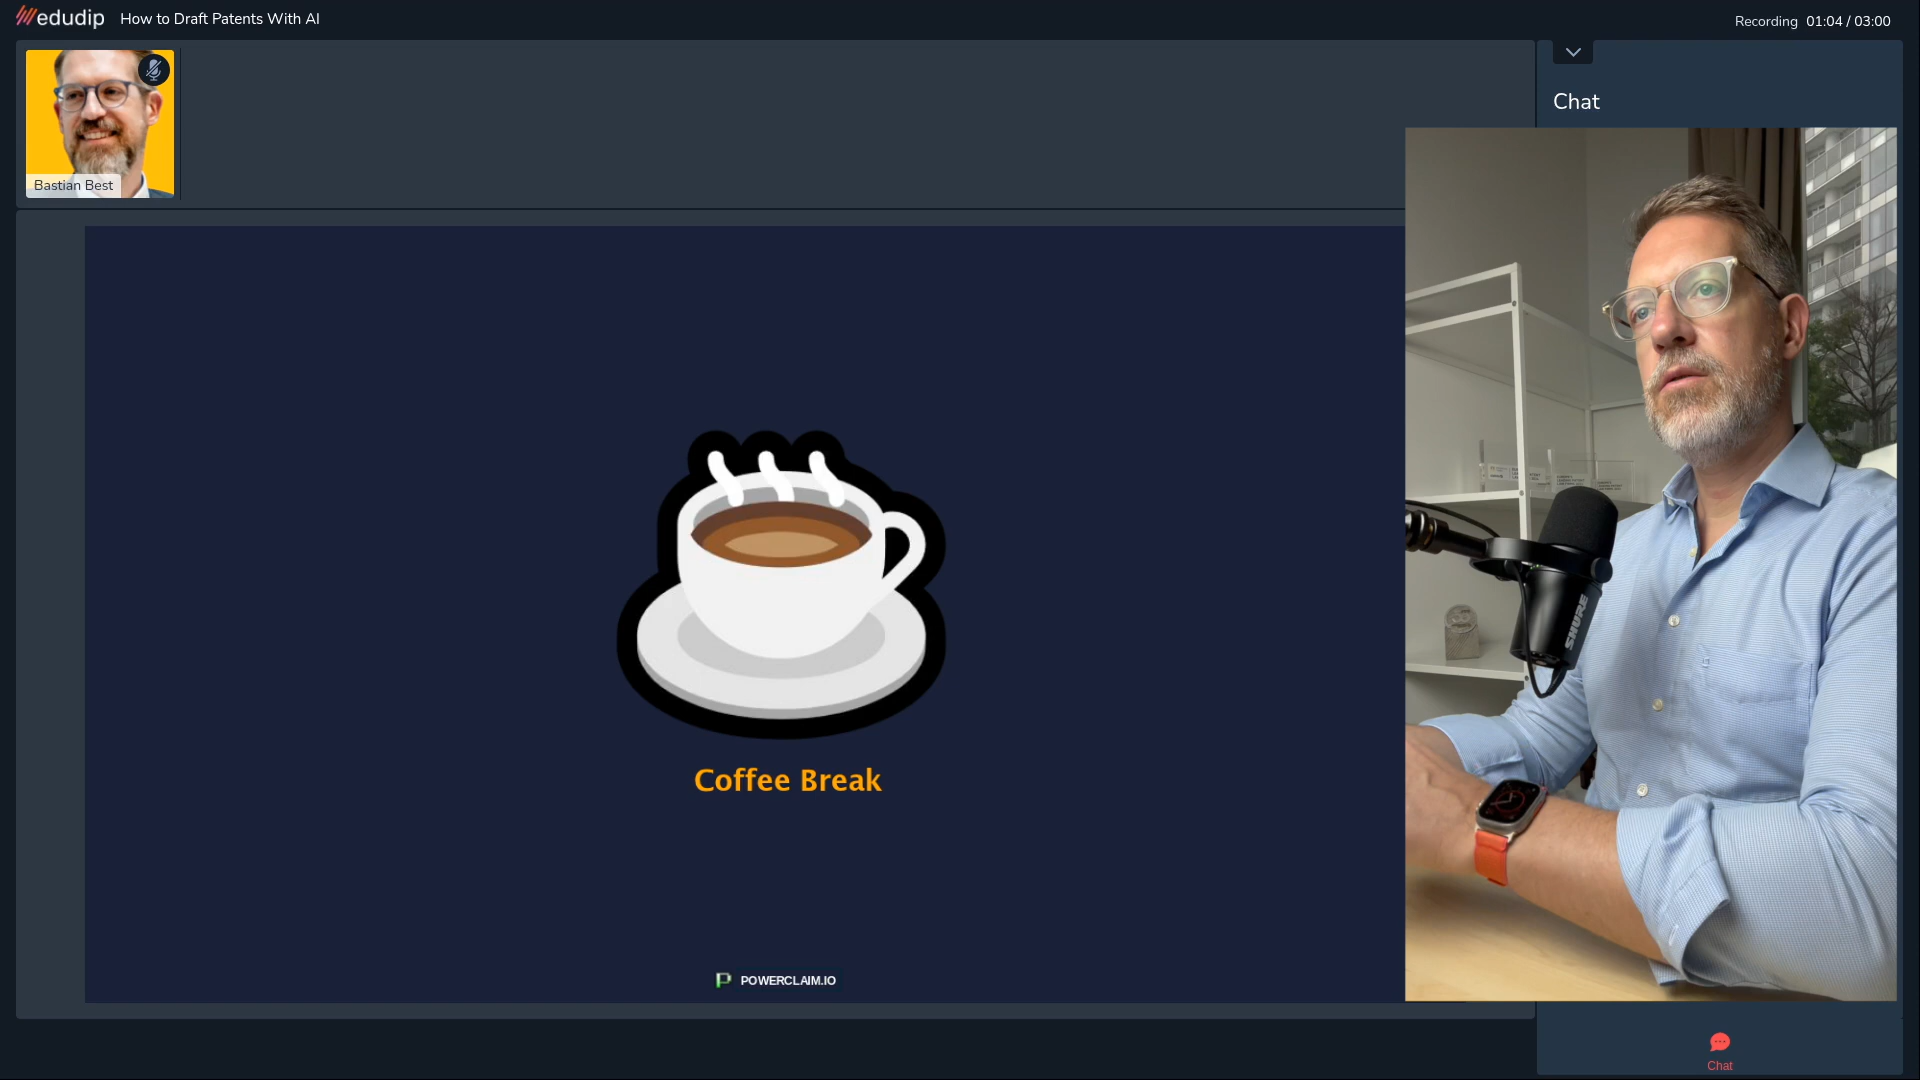 edudip
How to Draft Patents With AI
Recording 01:04 / 03:00
Bastian Best
Chat
SHURE
Coffee Break
POWERCLAIM.IO
Chat